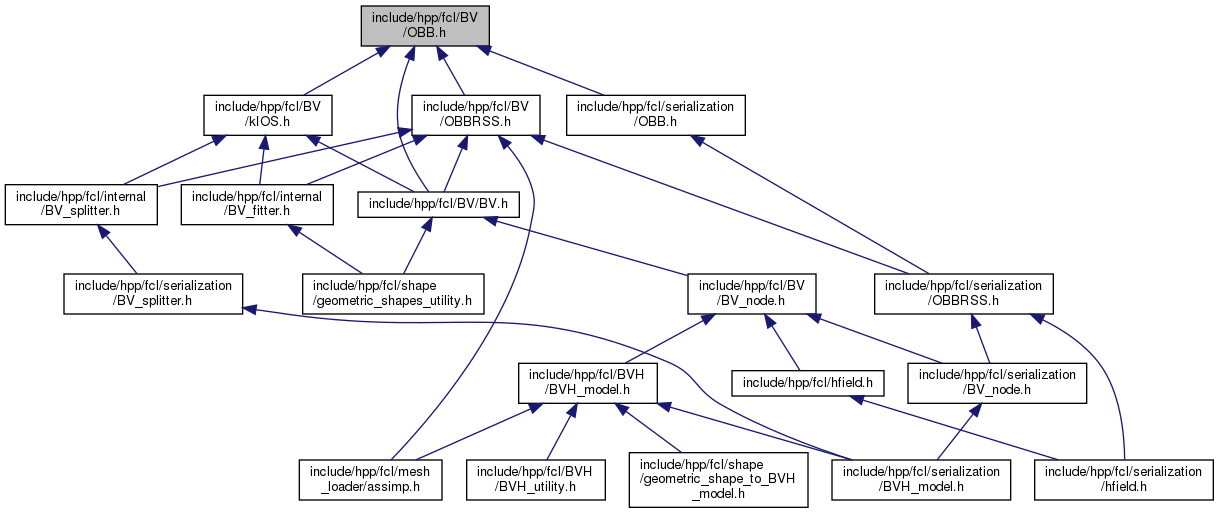 include/hpp/fcl/BV
/OBB.h
include/hpp/fcl/BV
/kIOS.h
include/hpp/fcl/BV
/OBBRSS.h
include/hpp/fcl/serialization
/OBB.h
include/hpp/fcl/internal
/BV_splitter.h
include/hpp/fcl/internal
/BV_fitter.h
include/hpp/fcl/BV/BV.h
include/hpp/fcl/serialization
/BV_splitter.h
include/hpp/fcl/shape
/geometric_shapes_utility.h
include/hpp/fcl/BV
/BV_node.h
include/hpp/fcl/serialization
/OBBRSS.h
include/hpp/fcl/BVH
/BVH_model.h
include/hpp/fcl/hfield.h
include/hpp/fcl/serialization
/BV_node.h
include/hpp/fcl/mesh
_loader/assimp.h
include/hpp/fcl/BVH
/BVH_utility.h
include/hpp/fcl/shape
/geometric_shape_to_BVH
_model.h
include/hpp/fcl/serialization
/BVH_model.h
include/hpp/fcl/serialization
/hfield.h